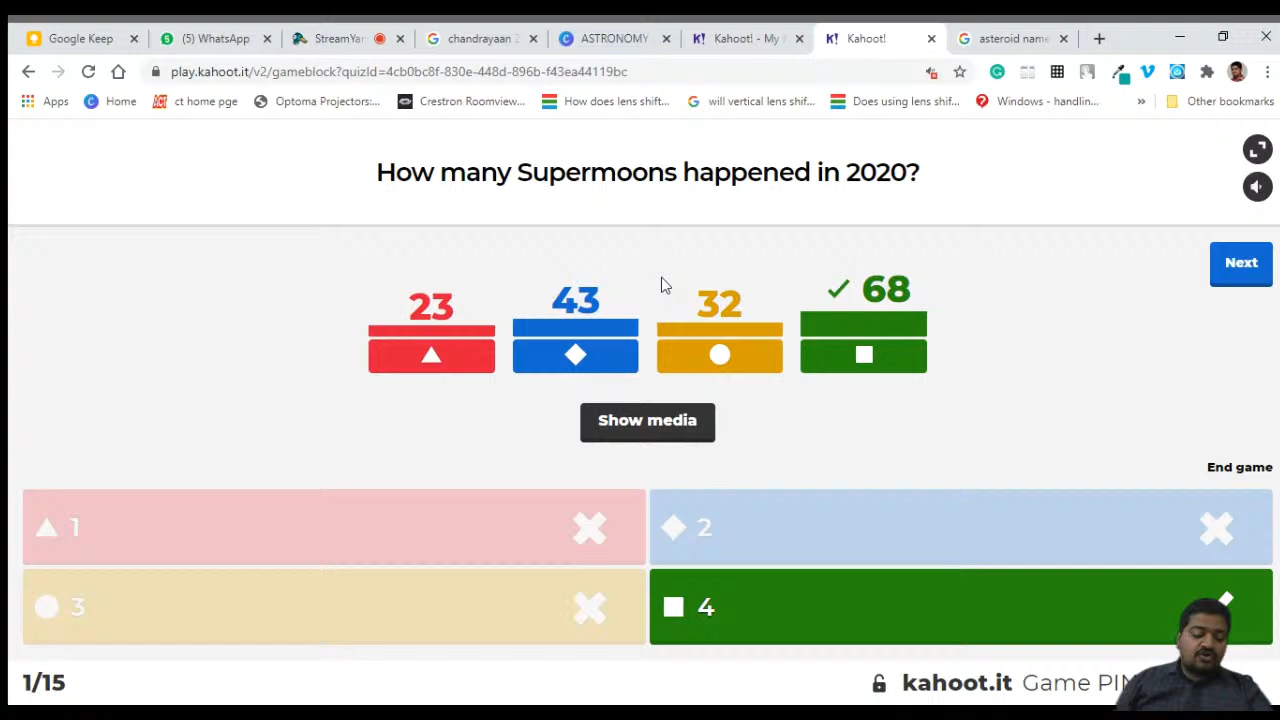 Google Keep
(5) WhatsApp
StreamYar
chandrayaan 2
ASTRONOMY
Kahoot! - My K
Kahoot!
asteroid name
play.kahoot.it/v2/gameblock?quizId=4cb0bc8f-830e-448d-896b-f43ea44119bc
Apps
Home
ct home pge
Optoma Projectors:...
Crestron Roomview...
How does lens shift...
will vertical lens shif...
Does using lens shif...
Windows - handlin...
Other bookmarks
How many Supermoons happened in 2020?
Next
23
43
32
68
Show media
End game
1
2
3
4
1/15
kahoot.it Game PIN